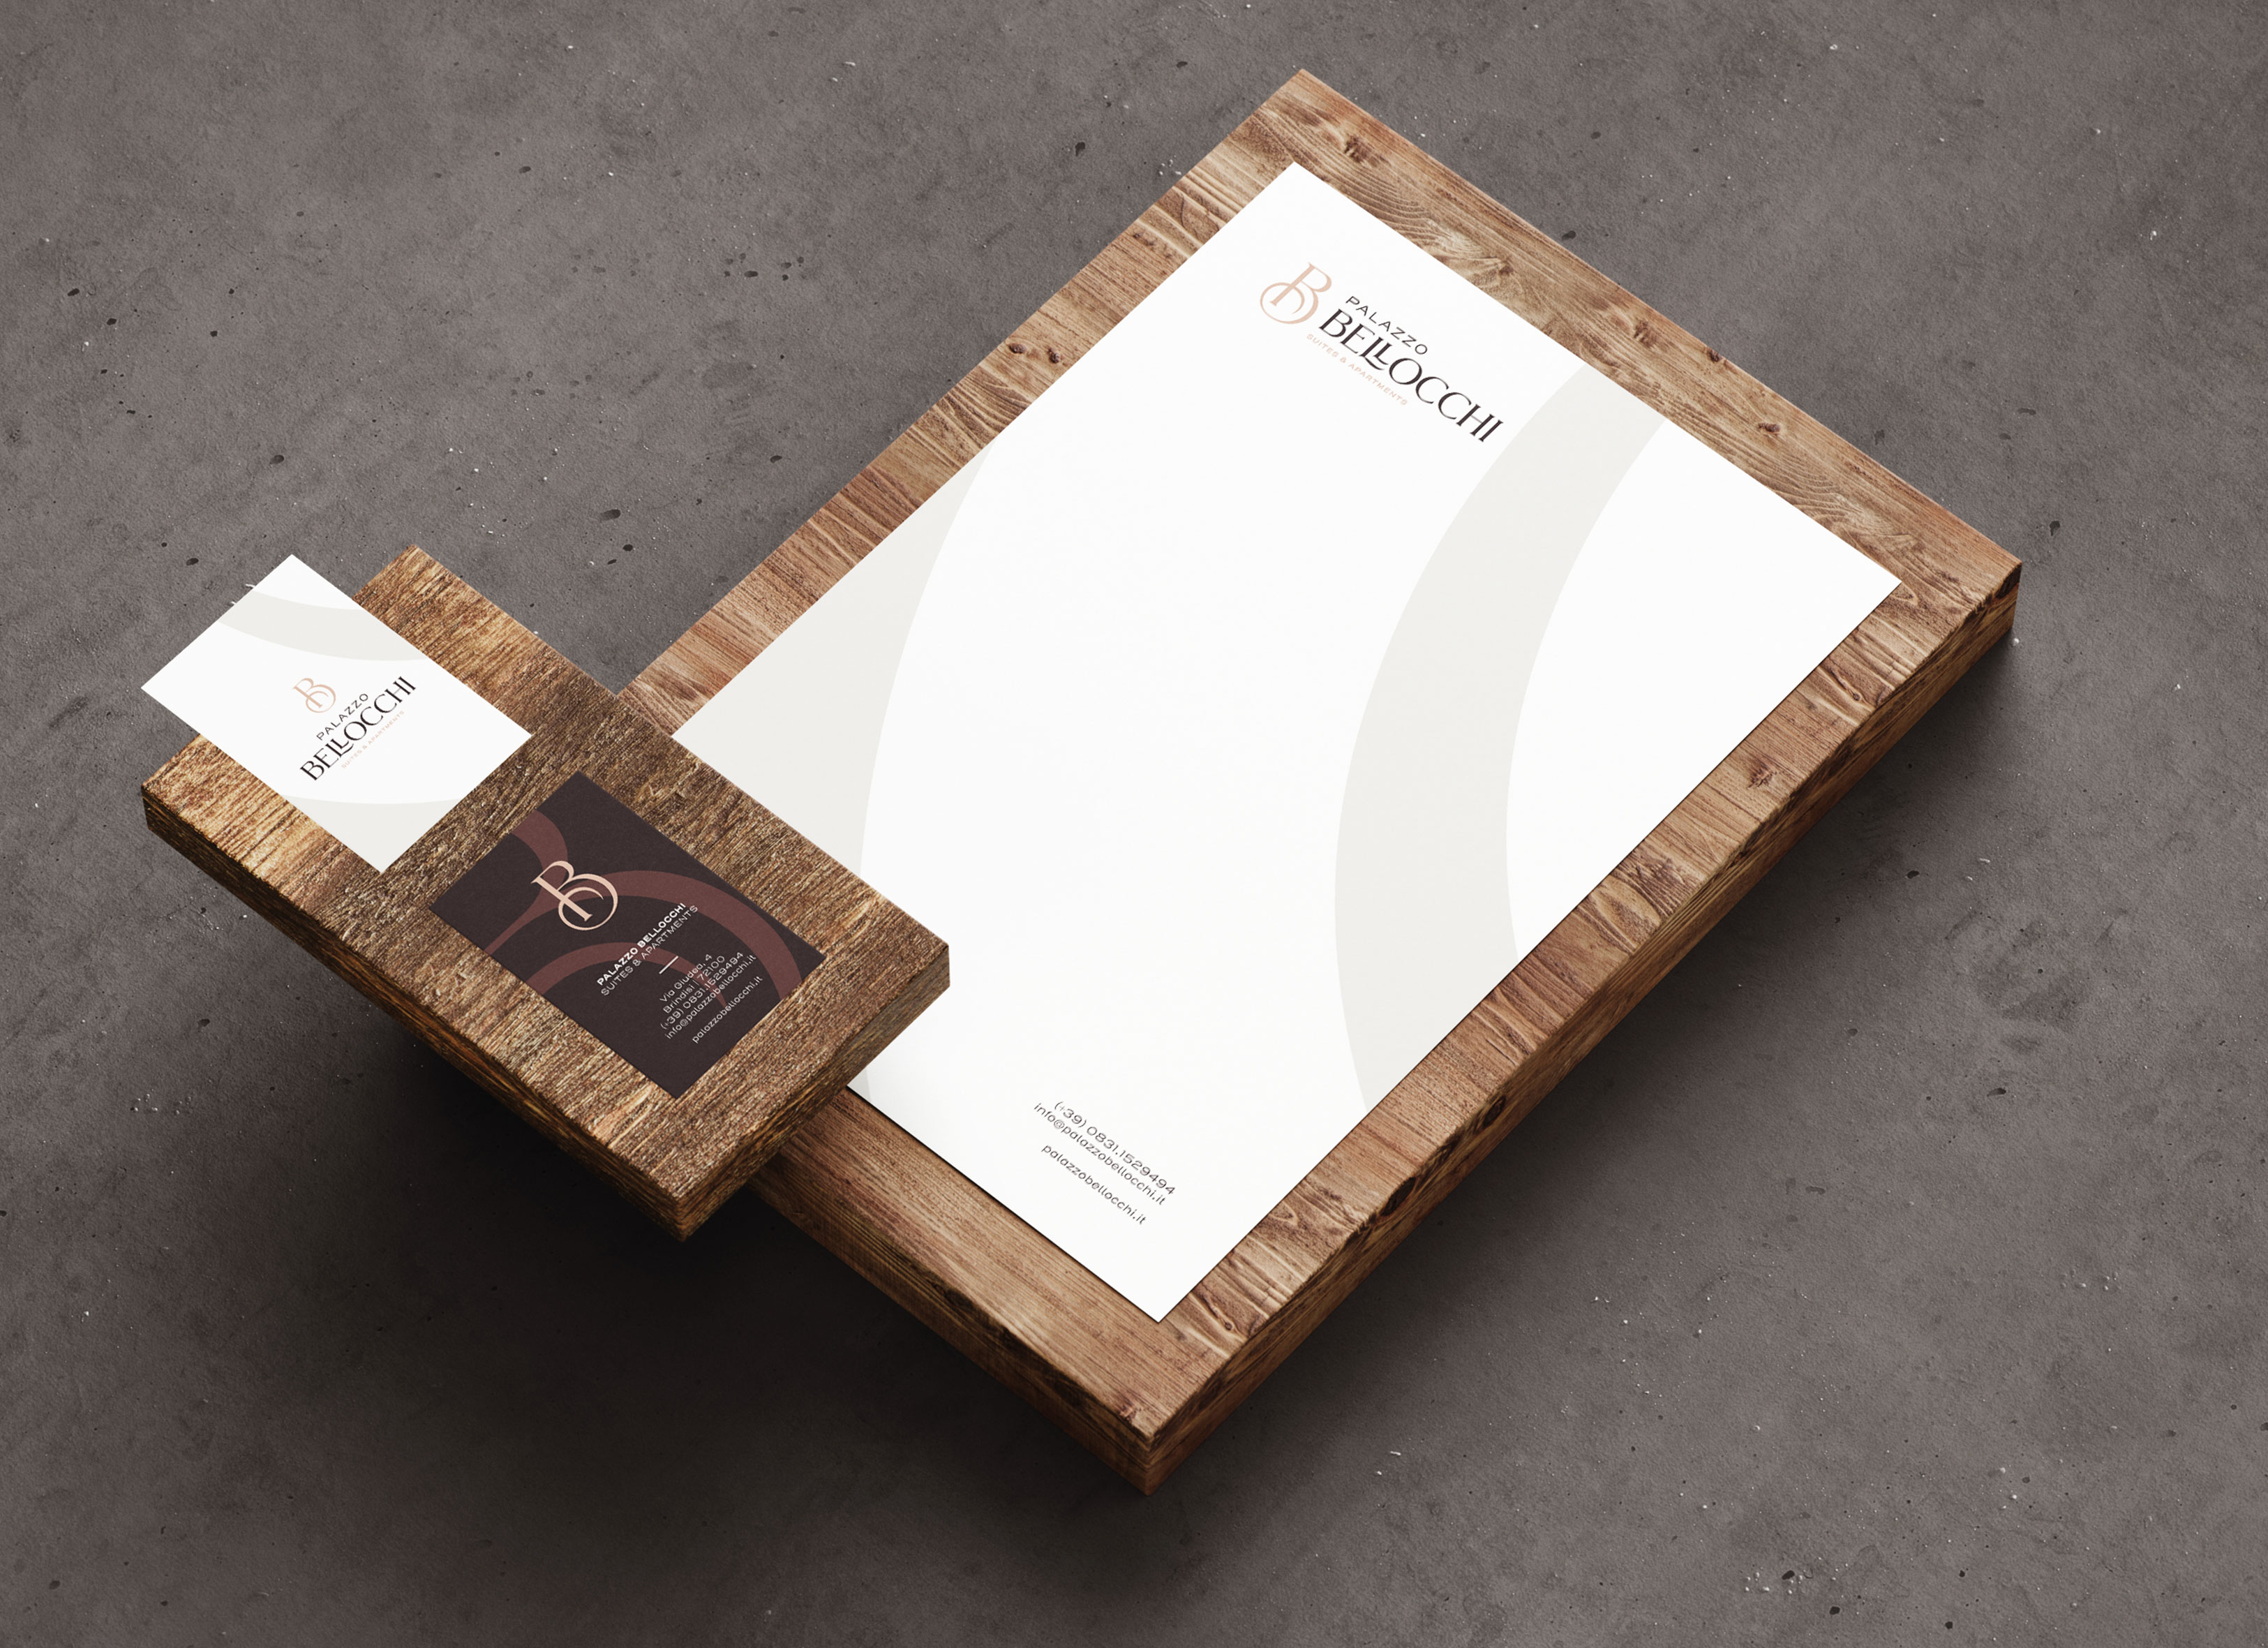 PALAZZO
BELLOCCHI
SUITES & APARTMENTS
(+39) 0831.1529494
info@palazzobellocchi.it
palazzobellocchi.it
PALAZZO
BELLOCCHI
SUITES & APARTMENTS
PALAZZO BELLOCCHI
SUITES & APARTMENTS
Via Giudea, 4
Brindisi | 72100
(+39) 0831.1529494
info@palazzobellocchi.it
palazzobellocchi.it